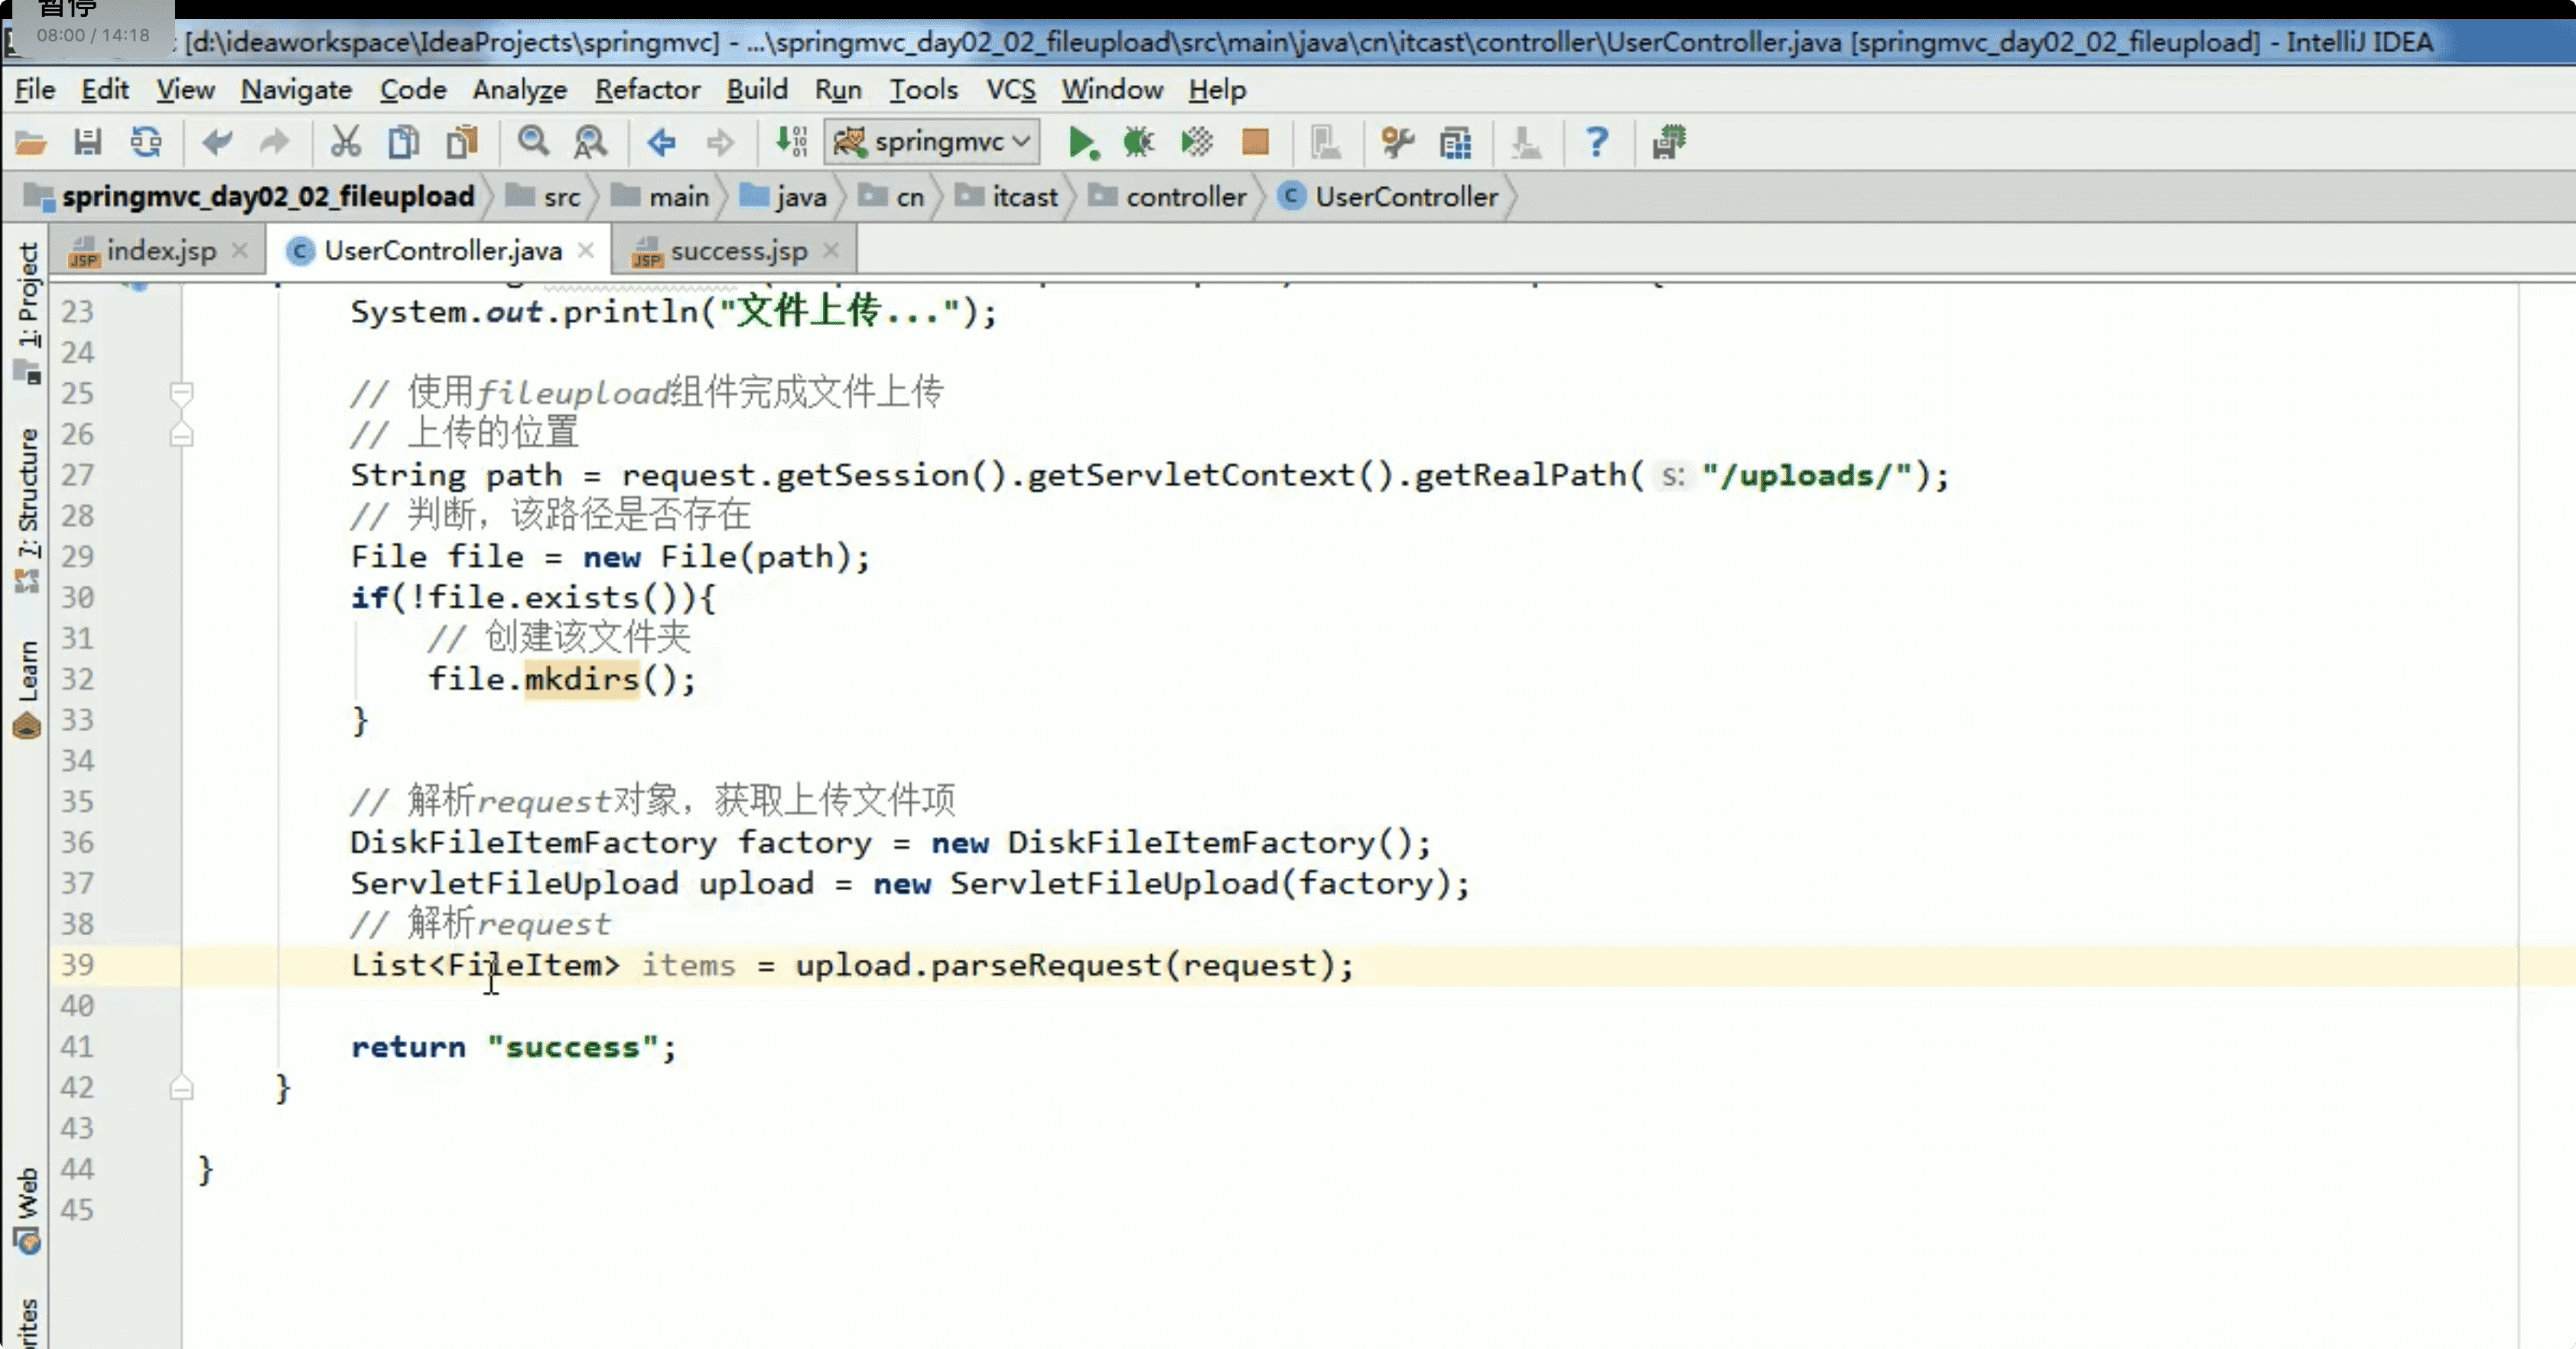 暂停
08:00 / 14:18
[d:\ideaworkspace\IdeaProjects\springmvc] - ...\springmvc_day02_02_fileupload\src\main\java\cn\itcast\controller\UserController.java [springmvc_day02_02_fileupload] - IntelliJ IDEA
File Edit View Navigate Code Analyze Refactor Build Run Tools VCS Window Help
springmvc
springmvc_day02_02_fileupload src main java cn itcast controller UserController
index.jsp UserController.java success.jsp
1: Project
7: Structure
Learn
Web
23 System.out.println("文件上传...");
24
25 // 使用fileupload组件完成文件上传
26 // 上传的位置
27 String path = request.getSession().getServletContext().getRealPath( s: "/uploads/");
28 // 判断，该路径是否存在
29 File file = new File(path);
30 if(!file.exists()){
31 // 创建该文件夹
32 file.mkdirs();
33 }
34
35 // 解析request对象，获取上传文件项
36 DiskFileItemFactory factory = new DiskFileItemFactory();
37 ServletFileUpload upload = new ServletFileUpload(factory);
38 // 解析request
39 List<FileItem> items = upload.parseRequest(request);
40
41 return "success";
42 }
43
44 }
45